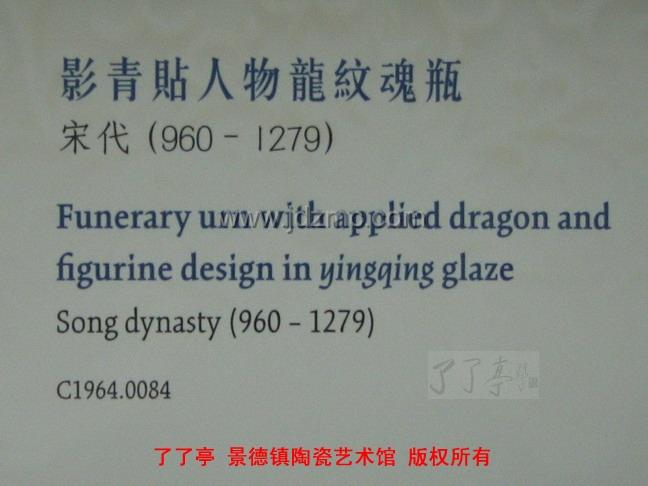 影青貼人物龍紋魂瓶
宋代 (960 - 1279)
Funerary urn with applied dragon and
figurine design in yingqing glaze
Song dynasty (960 – 1279)
C1964.0084
了了亭
了了亭 景德镇陶瓷艺术馆 版权所有